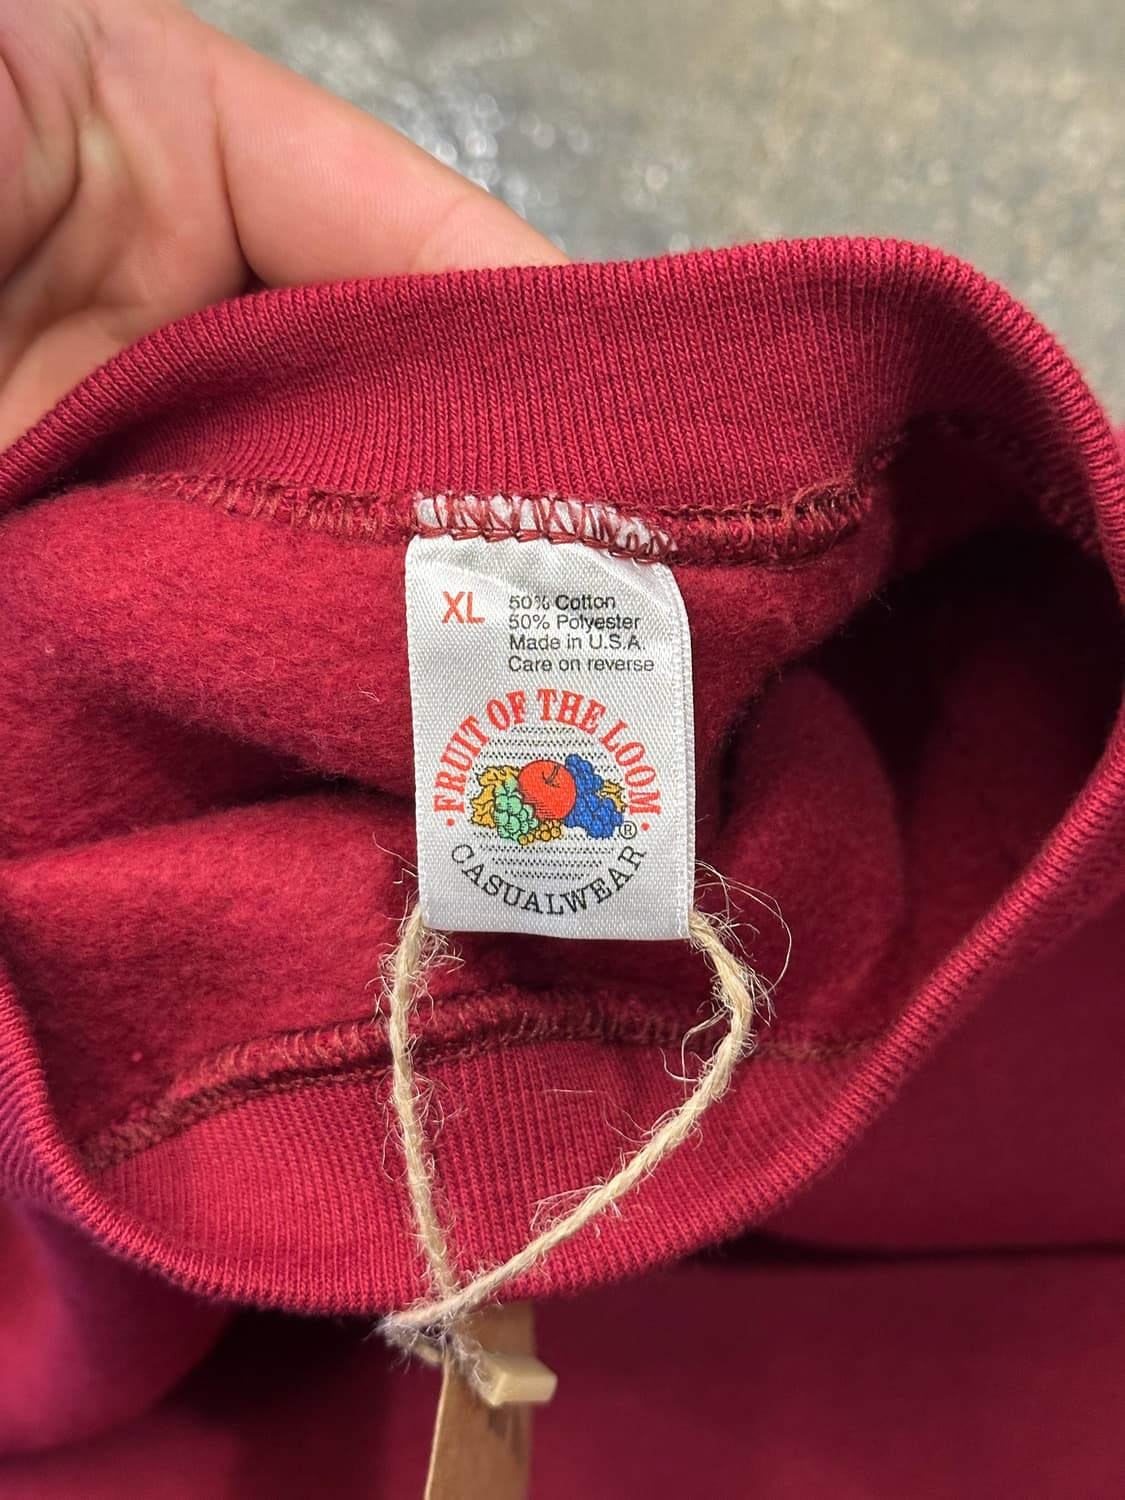 XL
50% Cotton
50% Polyester
Made in U.S.A.
Care on reverse
· FRUIT OF THE LOOM ·
®
CASUALWEAR